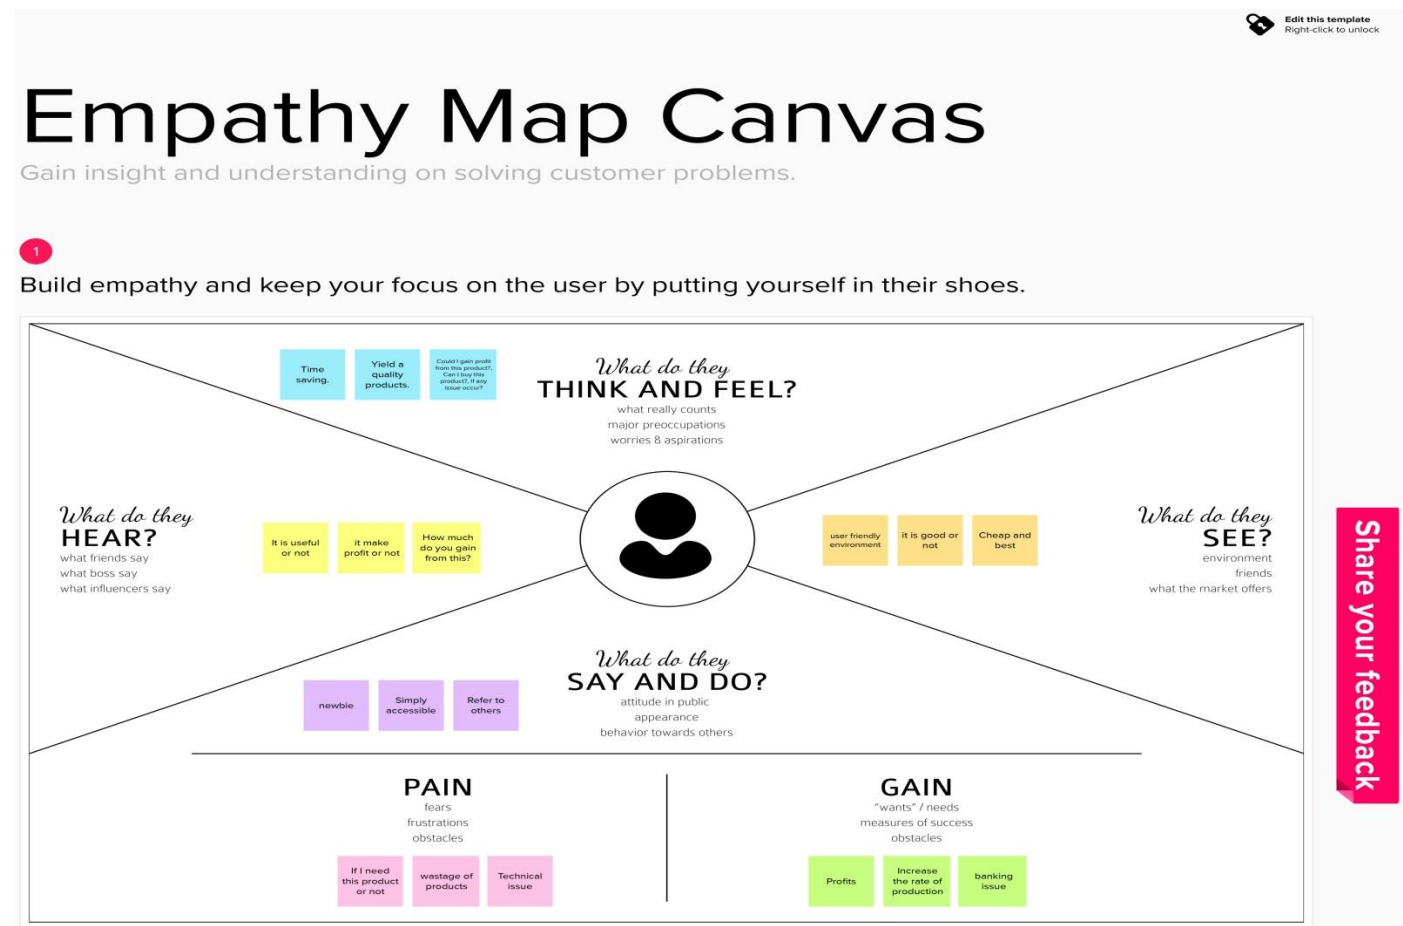 Edit this template
Right-click to unlock
Empathy Map Canvas
Gain insight and understanding on solving customer problems.
1
Build empathy and keep your focus on the user by putting yourself in their shoes.
Time
saving.
Yield a
quality
products.
Could I gain profit
from this product?,
Can I buy this
product?, If any
issue occur?
What do they
THINK AND FEEL?
what really counts
major preoccupations
worries & aspirations
What do they
HEAR?
what friends say
what boss say
what influencers say
It is useful
or not
it make
profit or not
How much
do you gain
from this?
user friendly
environment
it is good or
not
Cheap and
best
What do they
SEE?
environment
friends
what the market offers
Share your feedback
What do they
SAY AND DO?
attitude in public
appearance
behavior towards others
newbie
Simply
accessible
Refer to
others
PAIN
fears
frustrations
obstacles
If I need
this product
or not
wastage of
products
Technical
issue
GAIN
"wants" / needs
measures of success
obstacles
Profits
Increase
the rate of
production
banking
issue